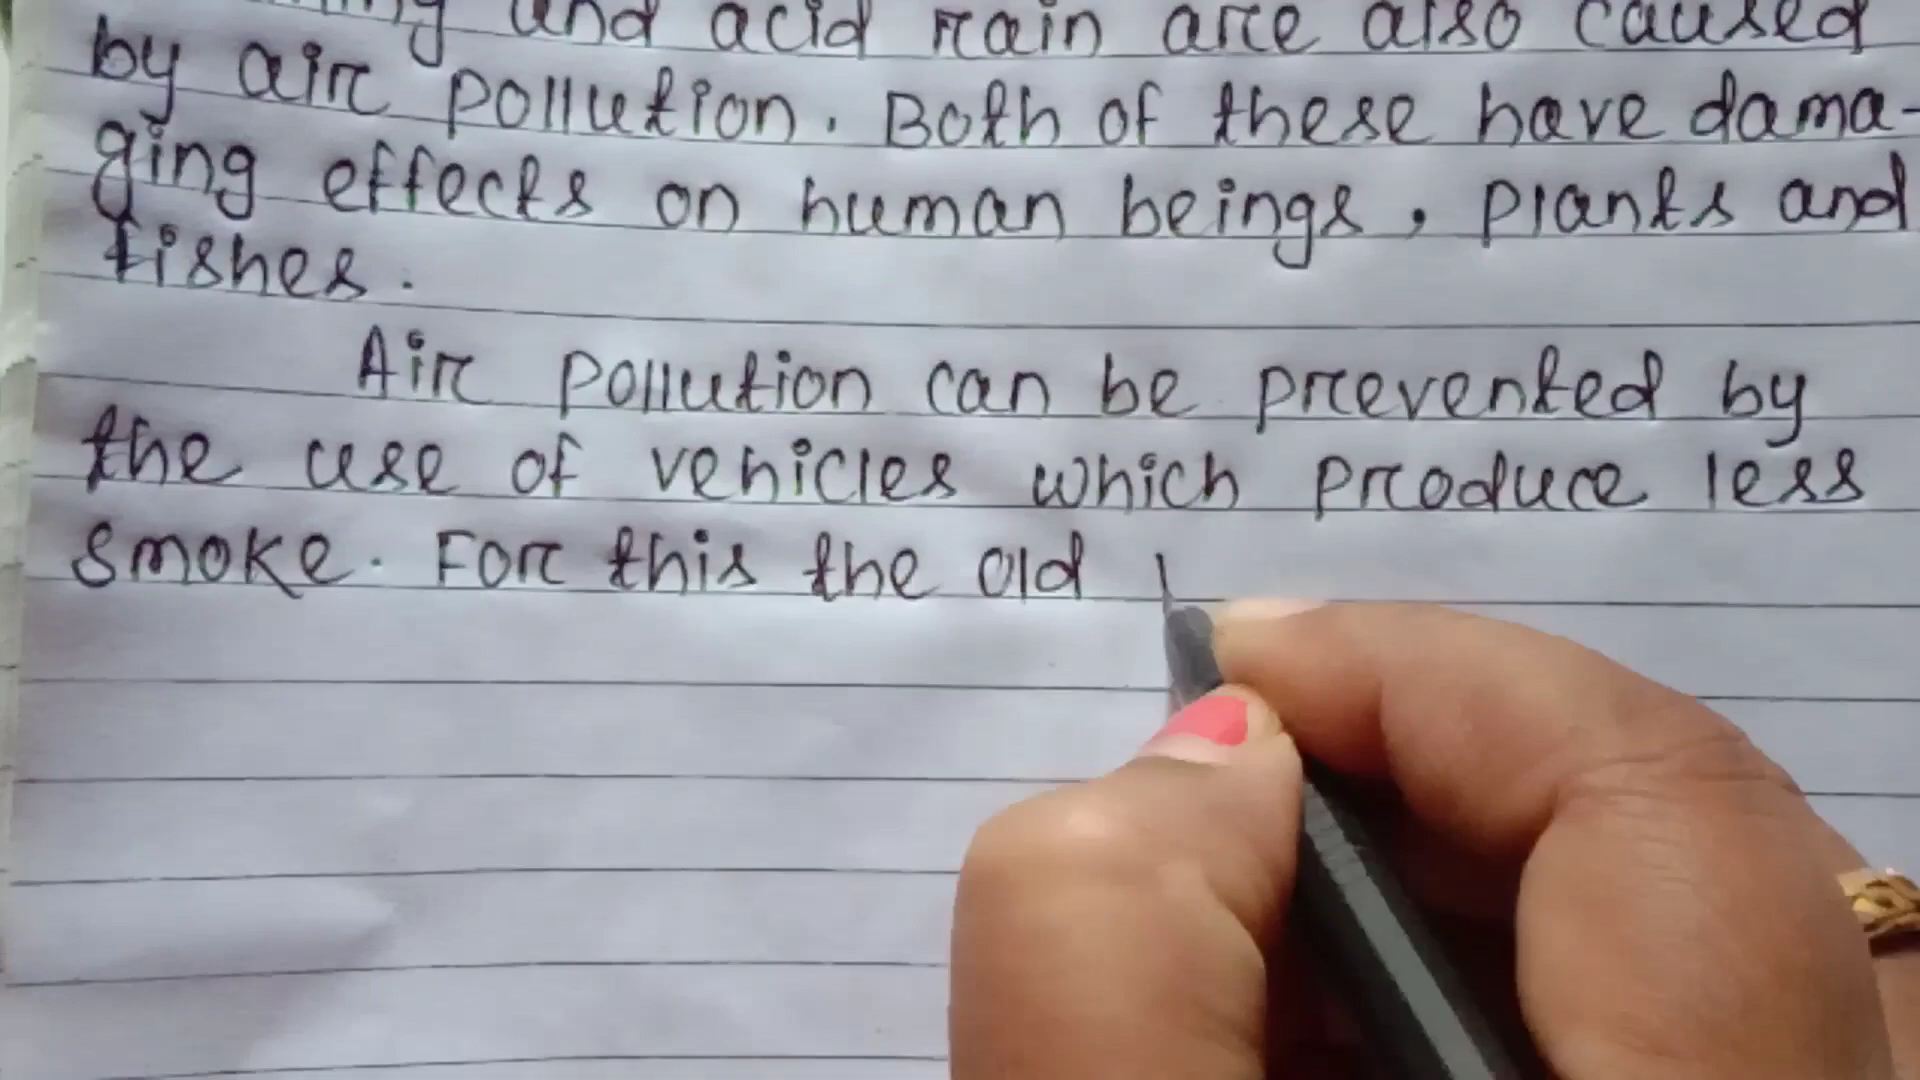 and acid rain are also caused
by air pollution. Both of these have dama-
ging effects on human beings, plants and
fishes.
Air pollution can be prevented by
the use of vehicles which produce less
smoke. For this the old